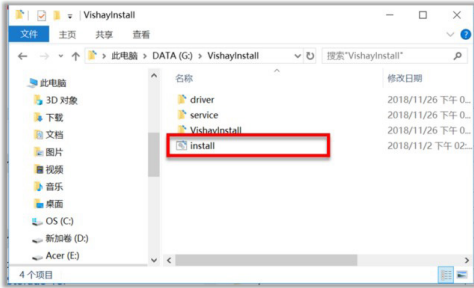 VishayInstall
文件 主页 共享 查看
此电脑 > DATA (G:) > VishayInstall
搜索"VishayInstall"
名称 修改日期
此电脑
3D 对象
下载
文档
图片
视频
音乐
桌面
OS (C:)
新加卷 (D:)
Acer (E:)
driver 2018/11/26 下午 0...
service 2018/11/26 下午 0...
VishayInstall 2018/11/26 下午 0...
install 2018/11/2 下午 02:...
4 个项目